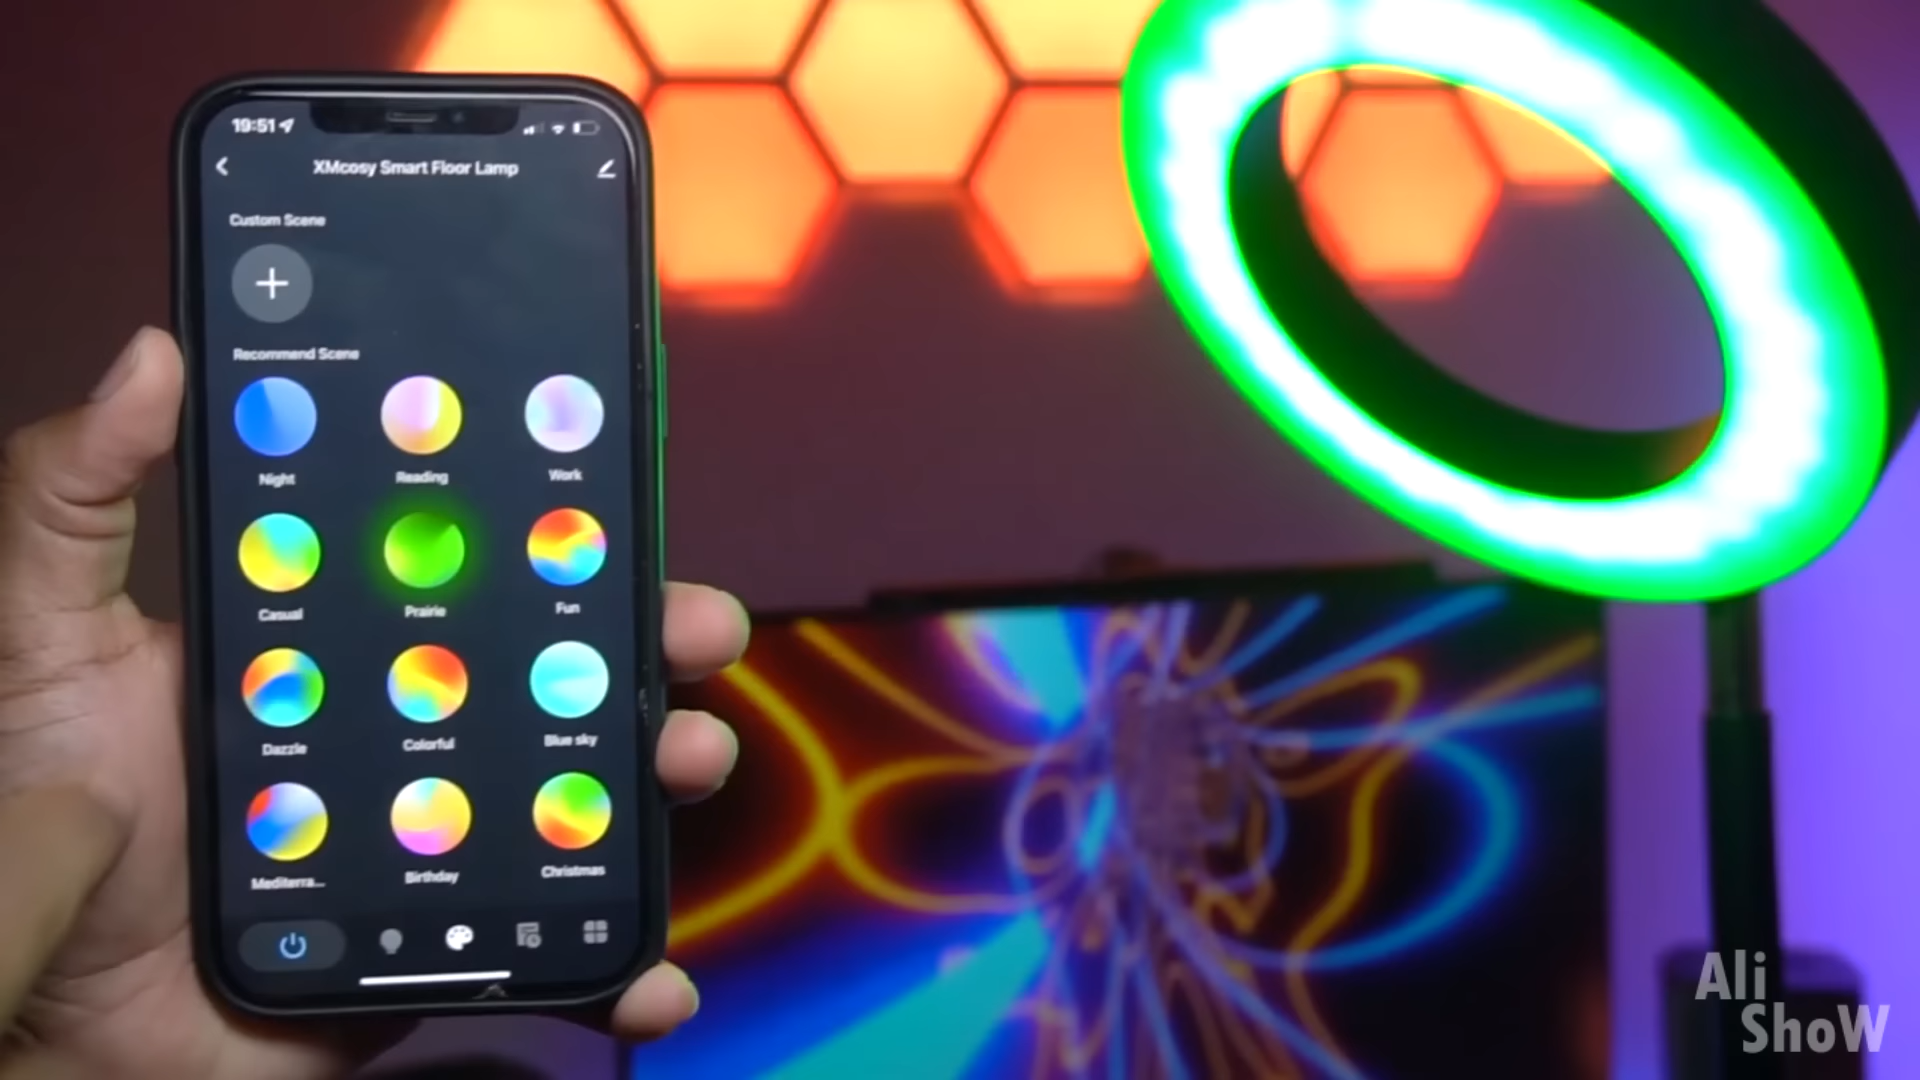 19:51
XMcosy Smart Floor Lamp
Custom Scene
Recommend Scene
Night
Reading
Work
Casual
Prairie
Fun
Dazzle
Colorful
Blue sky
Mediterra...
Birthday
Christmas
Ali
ShoW